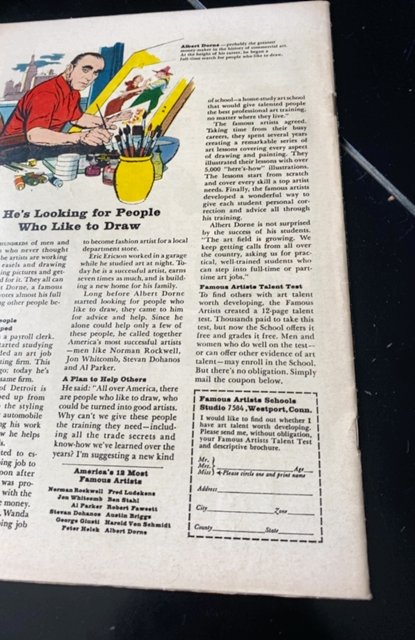 Albert Dorne—probably the greatest
money-maker in the history of commercial art.
At the height of his career, he began a
full-time search for people who like to draw.
He's Looking for People
Who Like to Draw
HUNDREDS of men and
who never thought
be artists are working
easels and drawing
ing pictures and get-
d for it. They all can
t Dorne, a famous
votes almost his full
g other people be-
people
ped
a payroll clerk.
tarted studying
ded an art job
ting firm. This
go: today he's
same firm.
of Detroit is
ped up from
the styling
automobile
g his work
w he helps
s.
ted to es-
ing job to
oon after
was pro-
with the
e money.
Wanda
ing job
to become fashion artist for a local
department store.
Eric Ericson worked in a garage
while he studied art at night. To-
day he is a successful artist, earns
seven times as much, and is build-
ing a new home for his family.
Long before Albert Dorne
started looking for people who
like to draw, they came to him
for advice and help. Since he
alone could help only a few of
these people, he called together
America's most successful artists
—men like Norman Rockwell,
Jon Whitcomb, Stevan Dohanos
and Al Parker.
A Plan to Help Others
He said: "All over America, there
are people who like to draw, who
could be turned into good artists.
Why can't we give these people
the training they need—includ-
ing all the trade secrets and
know-how we've learned over the
years? I'm suggesting a new kind
America's 12 Most
Famous Artists
Norman Rockwell Fred Ludekens
Jon Whitcomb Ben Stahl
Al Parker Robert Fawcett
Stevan Dohanos Austin Briggs
George Giusti Harold Von Schmidt
Peter Helck Albert Dorne
of school—a home-study art school
that would give talented people
the best professional art training,
no matter where they live."
The famous artists agreed.
Taking time from their busy
careers, they spent several years
creating a remarkable series of
art lessons covering every aspect
of drawing and painting. They
illustrated their lessons with over
5,000 "here's-how" illustrations.
The lessons start from scratch
and cover every skill a top artist
needs. Finally, the famous artists
developed a wonderful way to
give each student personal cor-
rection and advice all through
his training.
Albert Dorne is not surprised
by the success of his students.
"The art field is growing. We
keep getting calls from all over
the country, asking us for prac-
tical, well-trained students who
can step into full-time or part-
time art jobs."
Famous Artists Talent Test
To find others with art talent
worth developing, the Famous
Artists created a 12-page talent
test. Thousands paid to take this
test, but now the School offers it
free and grades it free. Men and
women who do well on the test—
or can offer other evidence of art
talent—may enroll in the School.
But there's no obligation. Simply
mail the coupon below.
Famous Artists Schools
Studio 7584, Westport, Conn.
I would like to find out whether I
have art talent worth developing.
Please send me, without obligation,
your Famous Artists Talent Test
and descriptive brochure.
Mr.
Mrs. Age
Miss Please circle one and print name
Address
City Zone
County State